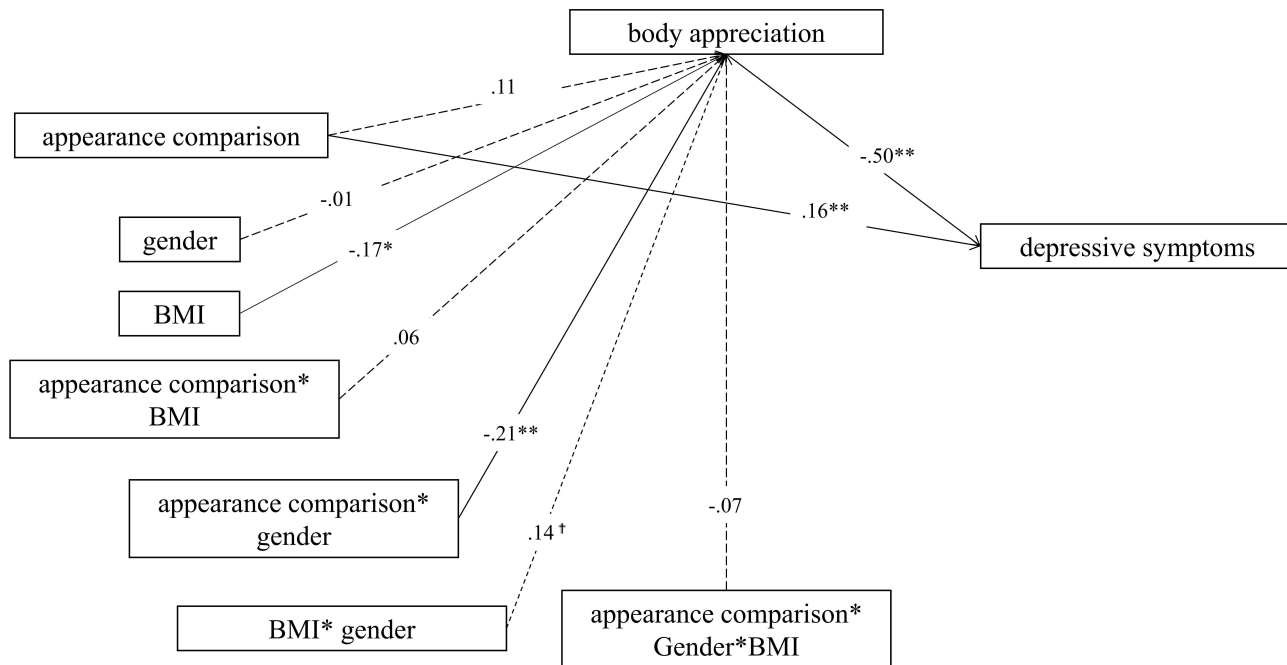 body appreciation
.11
appearance comparison
-.50**
-.01
.16**
gender
-.17*
depressive symptoms
BMI
.06
appearance comparison*
BMI
-.21**
appearance comparison*
gender
-.07
.14†
BMI* gender
appearance comparison*
Gender*BMI